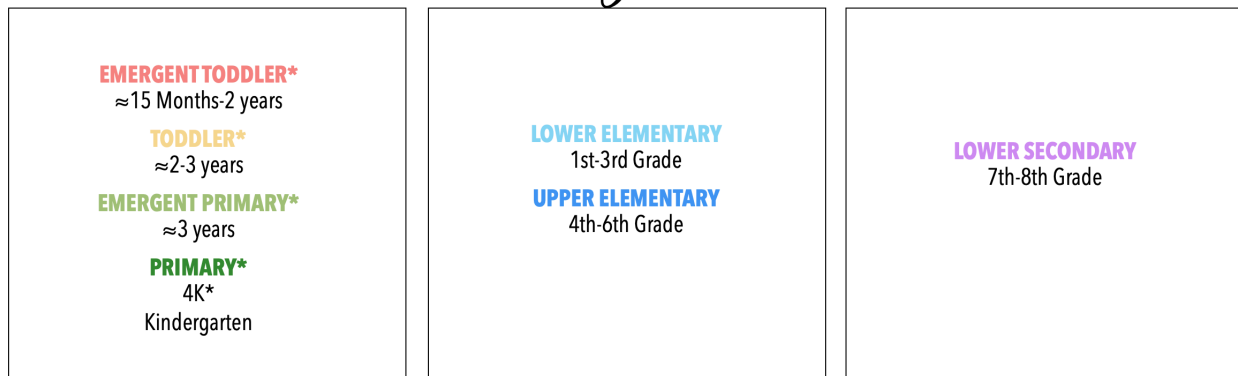 EMERGENT TODDLER*
≈15 Months-2 years
TODDLER*
≈2-3 years
EMERGENT PRIMARY*
≈3 years
PRIMARY*
4K*
Kindergarten
LOWER ELEMENTARY
1st-3rd Grade
UPPER ELEMENTARY
4th-6th Grade
LOWER SECONDARY
7th-8th Grade